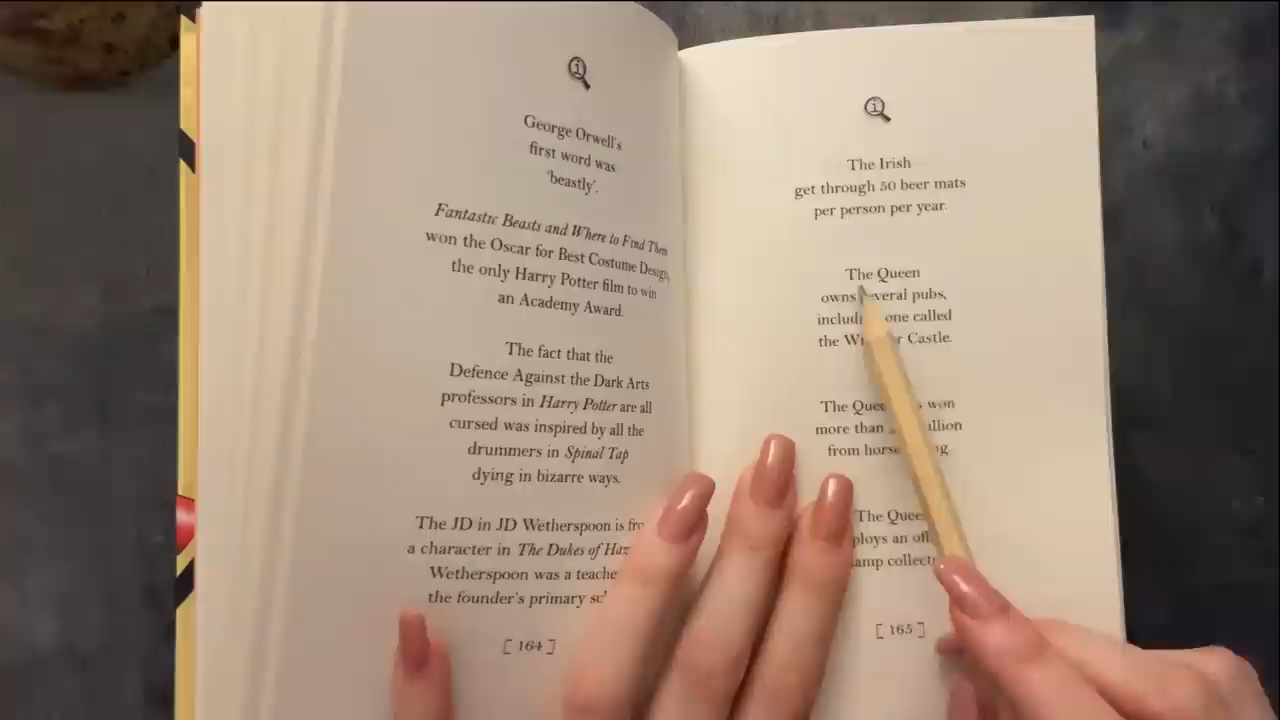 George Orwell's
first word was
'beastly'.
Fantastic Beasts and Where to Find Them
won the Oscar for Best Costume Design,
the only Harry Potter film to win
an Academy Award.
The fact that the
Defence Against the Dark Arts
professors in Harry Potter are all
cursed was inspired by all the
drummers in Spinal Tap
dying in bizarre ways.
The JD in JD Wetherspoon is
a character in The Dukes of
Wetherspoon was a
the founder's primary
[ 164 ]
The Irish
get through 50 beer mats
per person per year.
The Queen
owns several pubs,
including one called
the Castle.
The won
more than
from
The
an
[ 165 ]